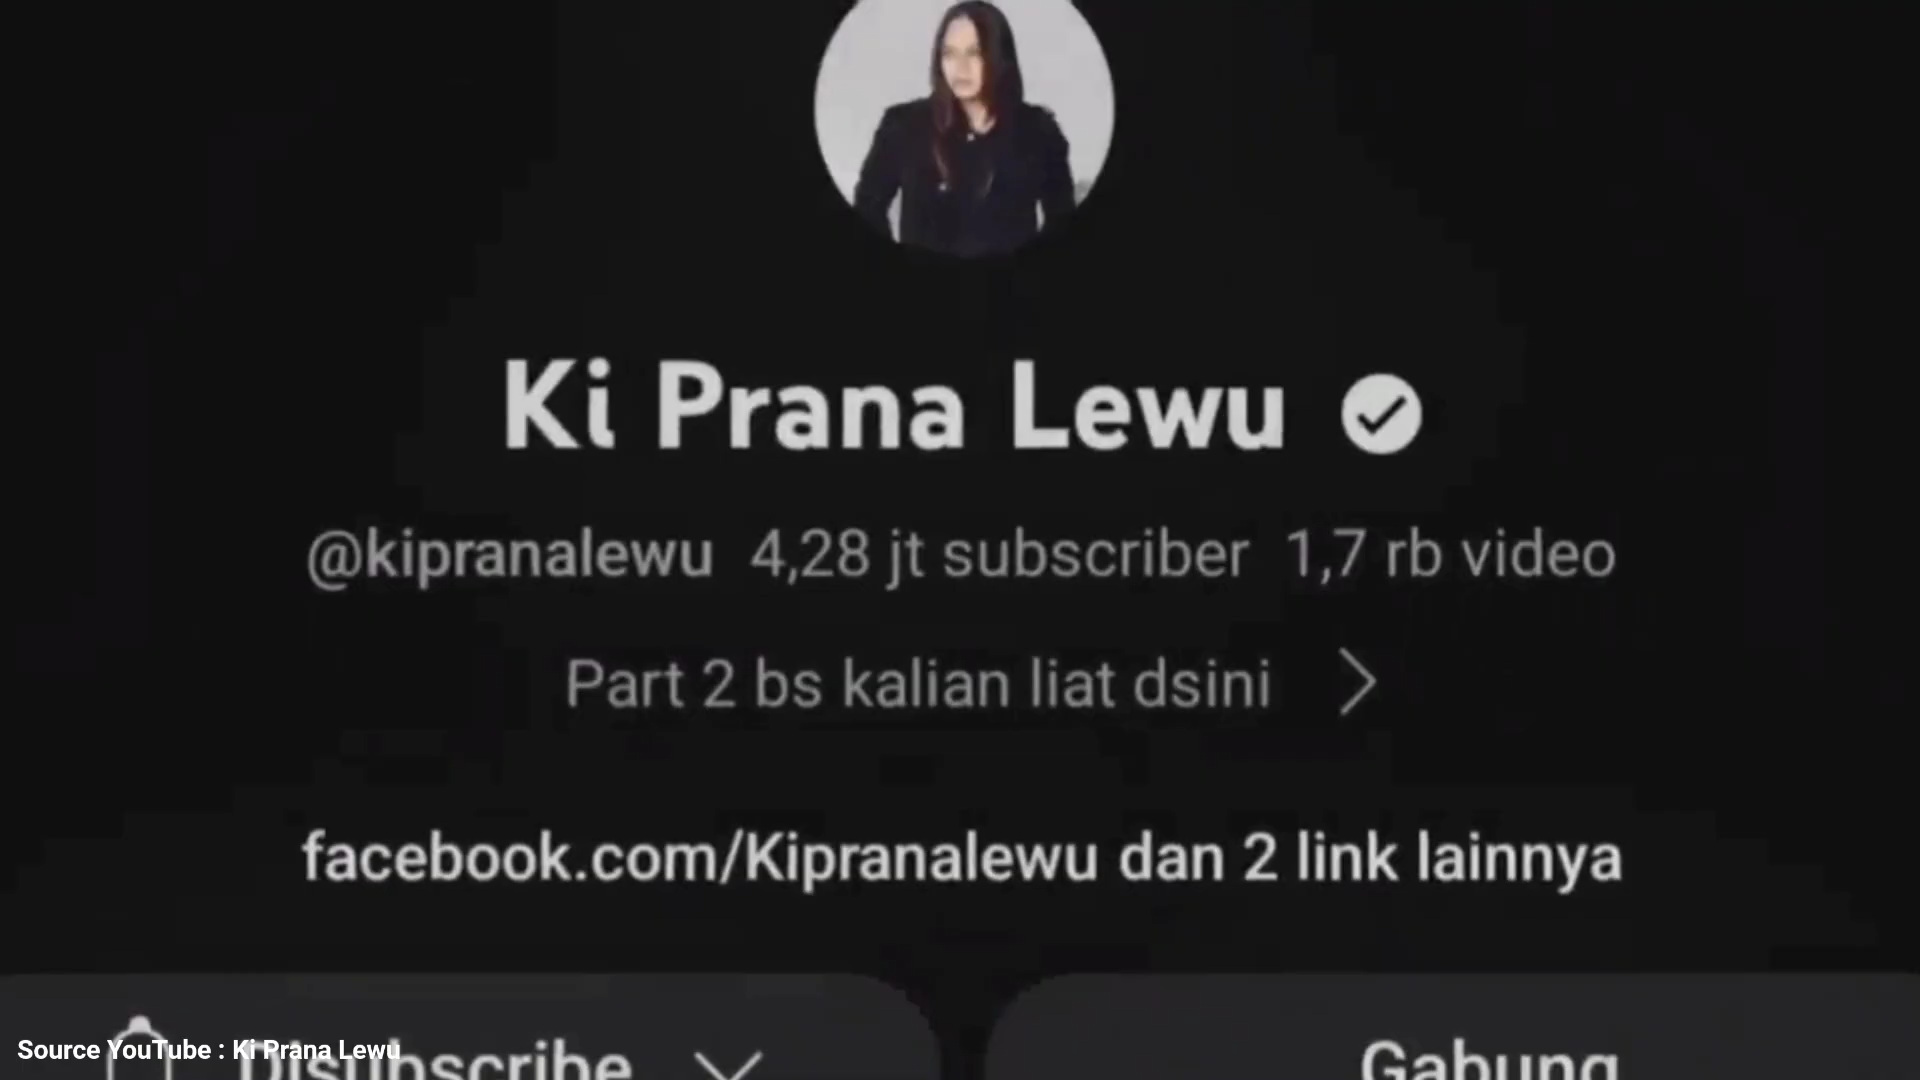 Ki Prana Lewu
@kipranalewu 4,28 jt subscriber 1,7 rb video
Part 2 bs kalian liat dsini
facebook.com/Kipranalewu dan 2 link lainnya
Disubscribe
Gabung
Source YouTube : Ki Prana Lewu